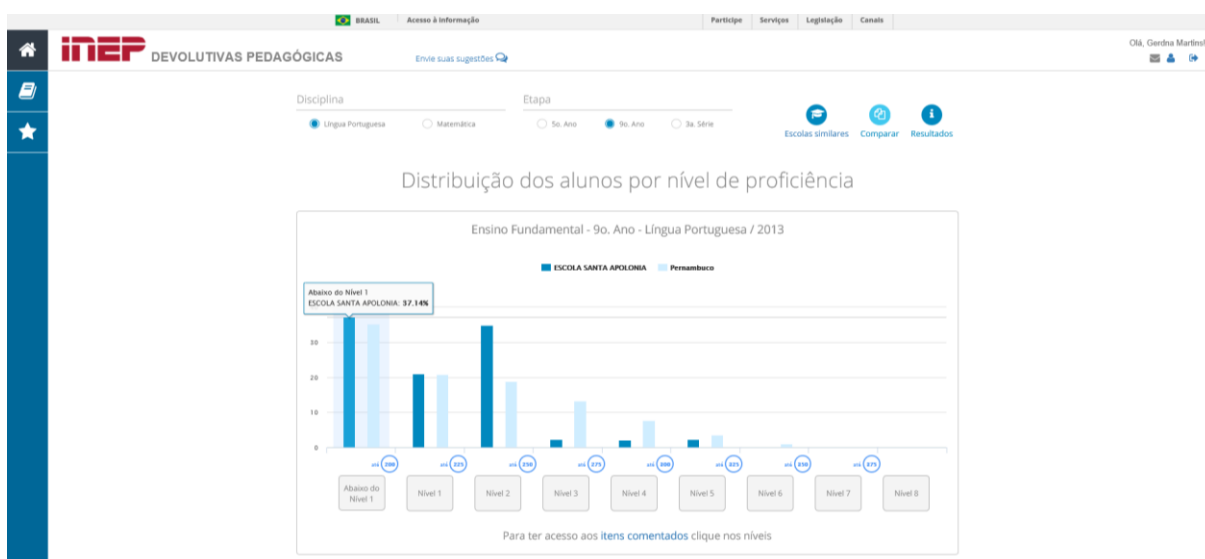 BRASIL Acesso à informação Participe Serviços Legislação Canais
inep DEVOLUTIVAS PEDAGÓGICAS Envie suas sugestões Olá, Gerdna Martins!
Disciplina Etapa
Língua Portuguesa Matemática 5o. Ano 9o. Ano 3a. Série
Escolas similares Comparar Resultados
Distribuição dos alunos por nível de proficiência
Ensino Fundamental - 9o. Ano - Língua Portuguesa / 2013
ESCOLA SANTA APOLONIA Pernambuco
Abaixo do Nível 1
ESCOLA SANTA APOLONIA: 37,14%
30
20
10
0
até 200 até 225 até 250 até 275 até 300 até 325 até 350 até 375
Abaixo do Nível 1 Nível 1 Nível 2 Nível 3 Nível 4 Nível 5 Nível 6 Nível 7 Nível 8
Para ter acesso aos itens comentados clique nos níveis